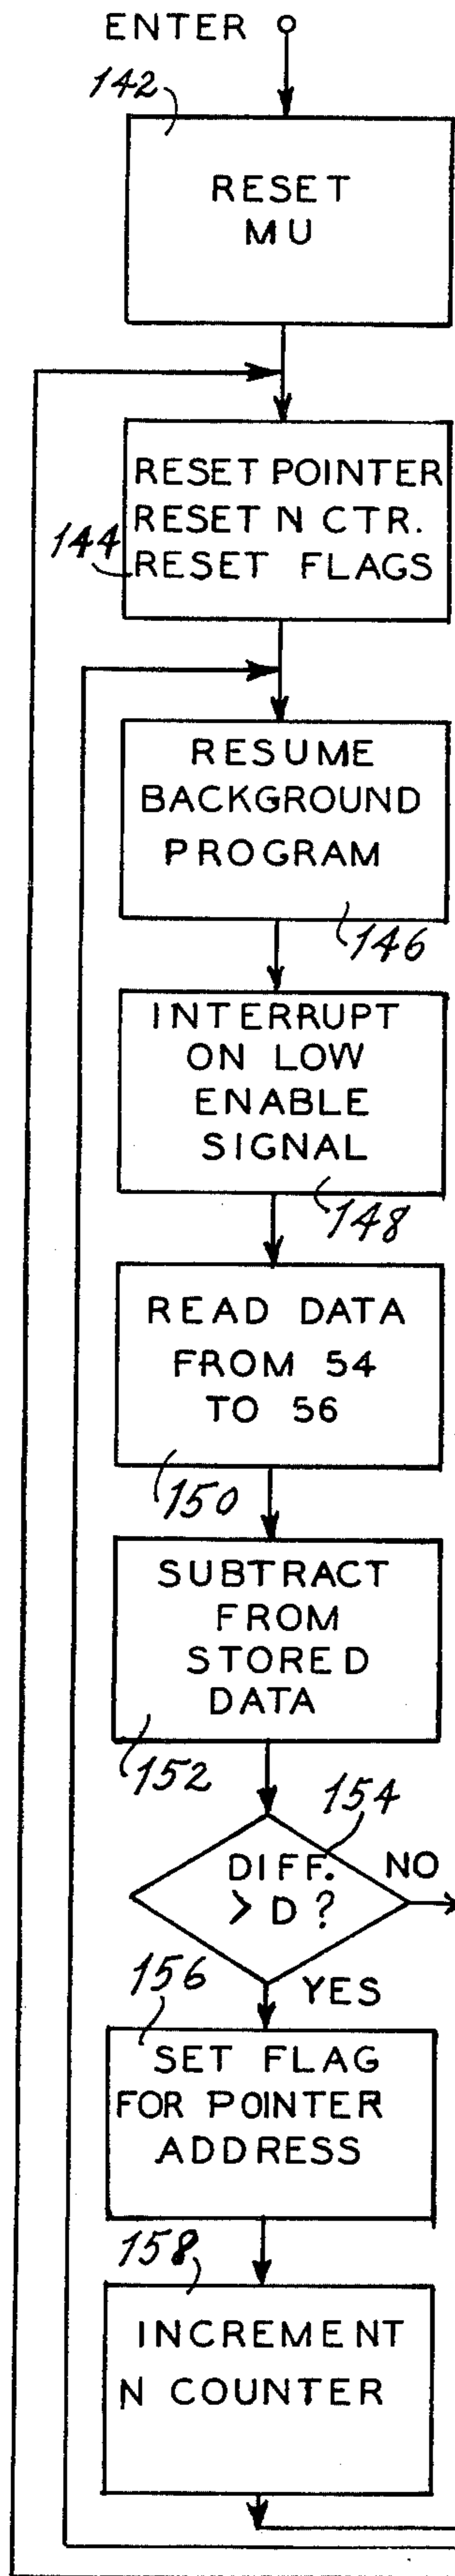 ENTER
142
RESET
MU
RESET POINTER
RESET N CTR.
144 RESET FLAGS
RESUME
BACKGROUND
PROGRAM
146
INTERRUPT
ON LOW
ENABLE
SIGNAL
148
READ DATA
FROM 54
TO 56
150
SUBTRACT
FROM
STORED
DATA
152
154
DIFF. NO
> D ?
156 YES
SET FLAG
FOR POINTER
ADDRESS
158
INCREMENT
N COUNTER